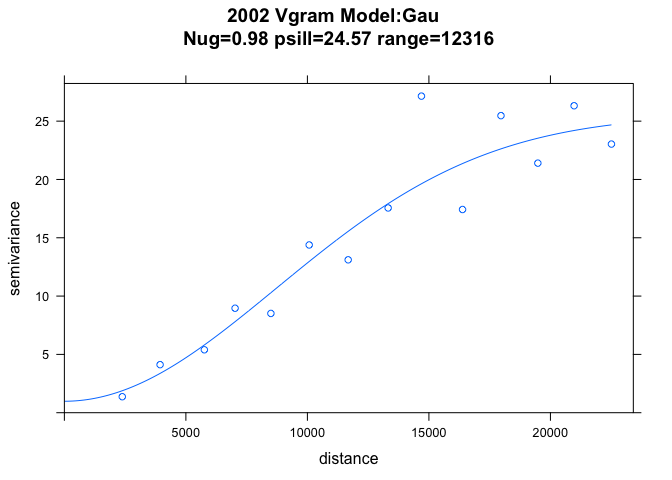 2002 Vgram Model:Gau
Nug=0.98 psill=24.57 range=12316
25
20
15
10
5
semivariance
5000 10000 15000 20000
distance